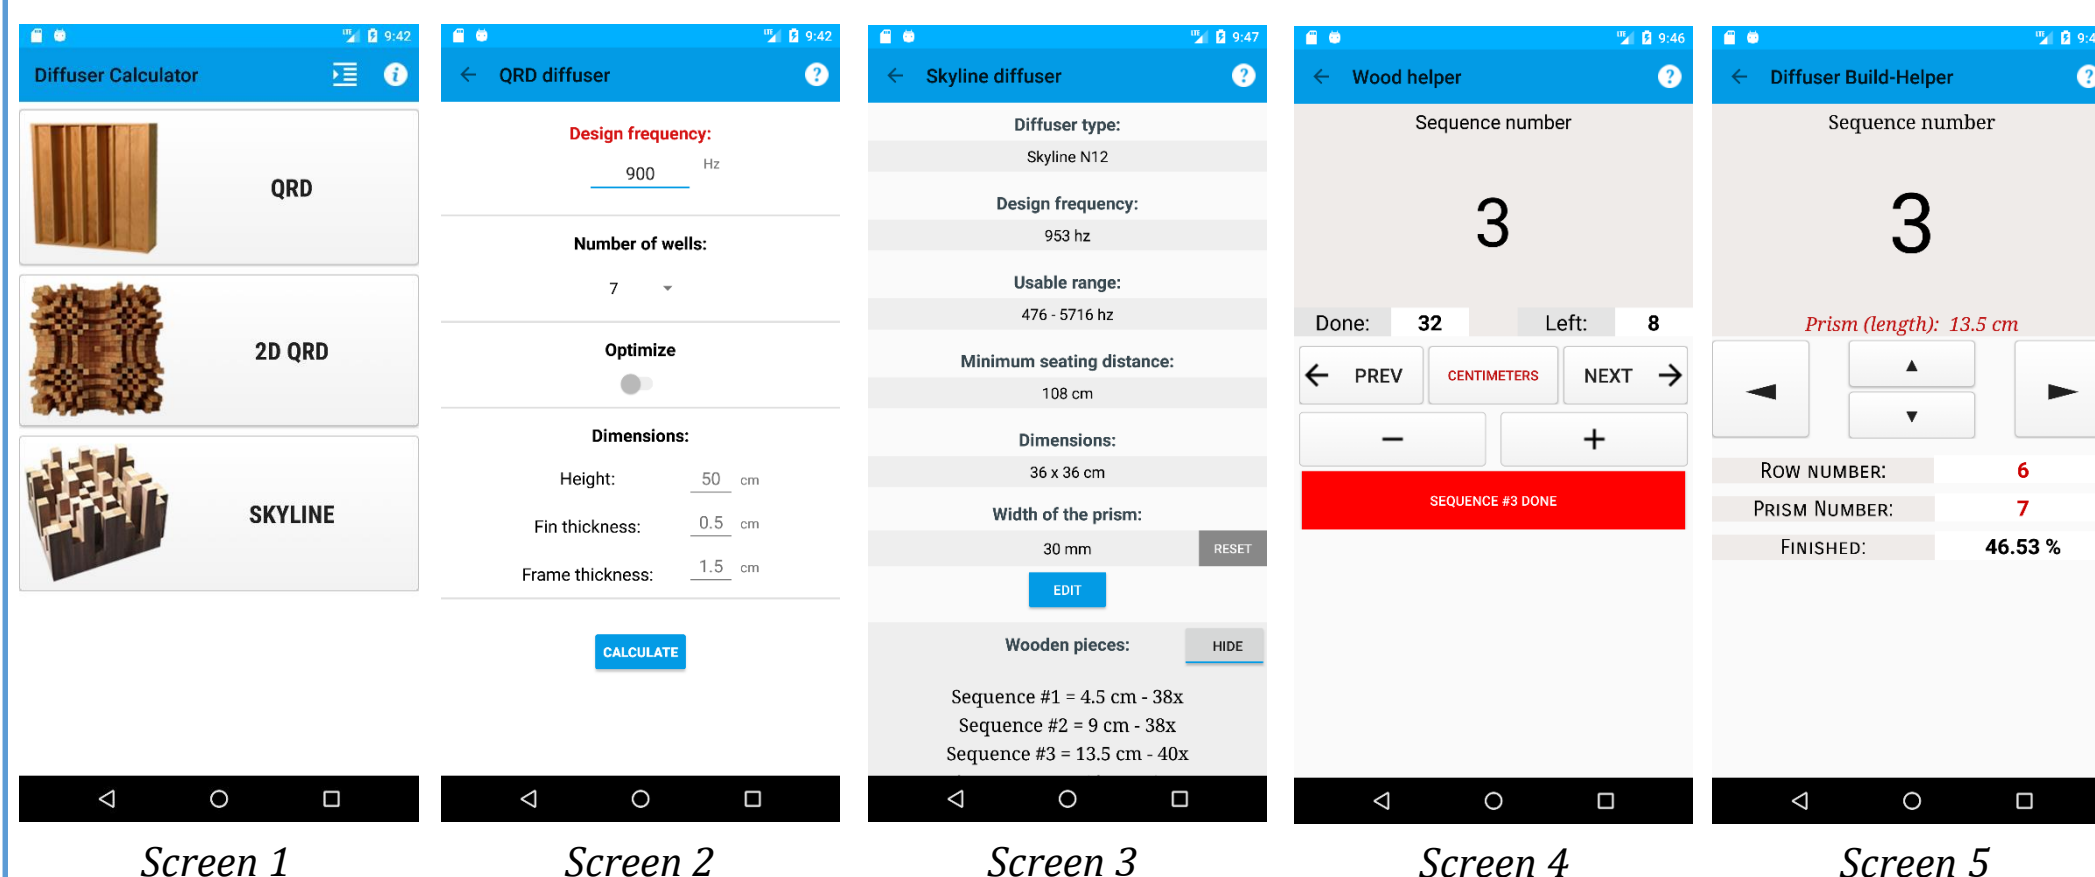 9:42
Diffuser Calculator
QRD
2D QRD
SKYLINE
Screen 1
LTE 9:42
QRD diffuser
Design frequency:
900 Hz
Number of wells:
7
Optimize
Dimensions:
Height: 50 cm
Fin thickness: 0.5 cm
Frame thickness: 1.5 cm
CALCULATE
Screen 2
LTE 9:47
Skyline diffuser
Diffuser type:
Skyline N12
Design frequency:
953 hz
Usable range:
476 - 5716 hz
Minimum seating distance:
108 cm
Dimensions:
36 x 36 cm
Width of the prism:
30 mm RESET
EDIT
Wooden pieces: HIDE
Sequence #1 = 4.5 cm - 38x
Sequence #2 = 9 cm - 38x
Sequence #3 = 13.5 cm - 40x
Screen 3
LTE 9:46
Wood helper
Sequence number
3
Done: 32 Left: 8
PREV CENTIMETERS NEXT
− +
SEQUENCE #3 DONE
Screen 4
LTE 9:4
Diffuser Build-Helper
Sequence number
3
Prism (length): 13.5 cm
ROW NUMBER: 6
PRISM NUMBER: 7
FINISHED: 46.53 %
Screen 5